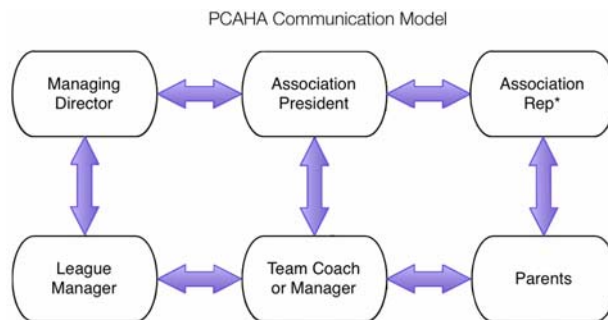 PCAHA Communication Model
Managing
Director
Association
President
Association
Rep*
League
Manager
Team Coach
or Manager
Parents